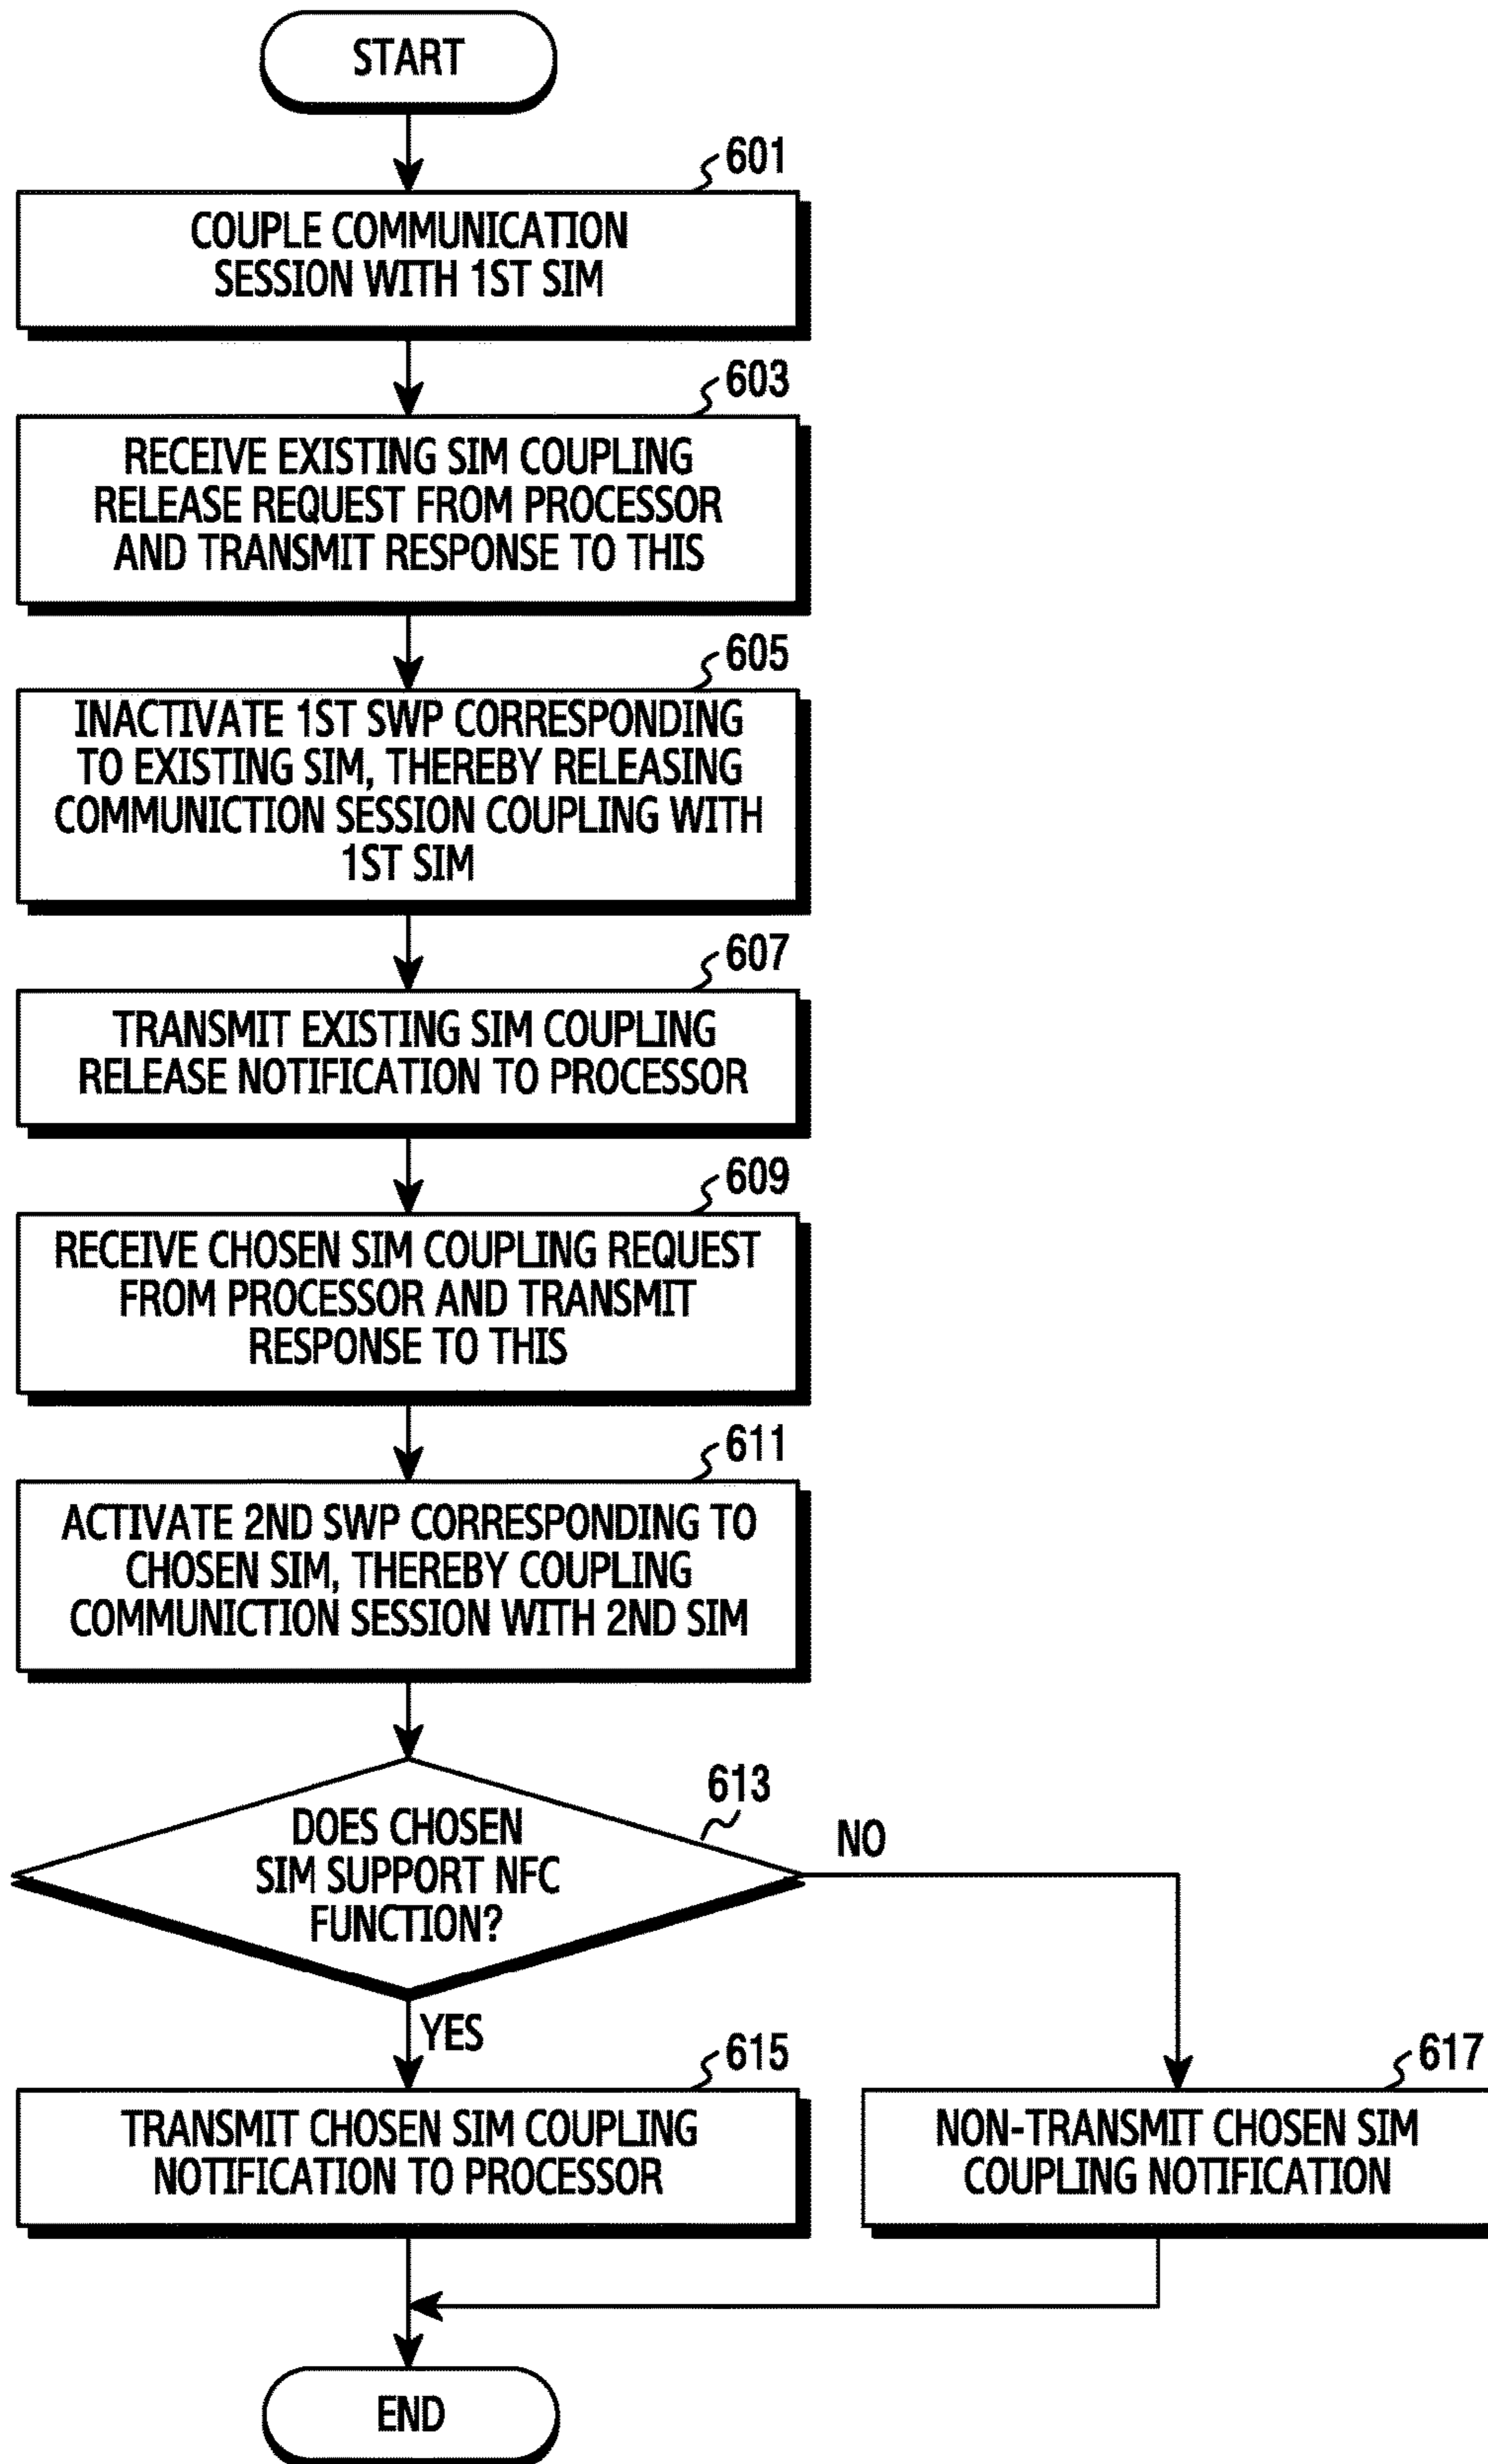 START
601
COUPLE COMMUNICATION
SESSION WITH 1ST SIM
603
RECEIVE EXISTING SIM COUPLING
RELEASE REQUEST FROM PROCESSOR
AND TRANSMIT RESPONSE TO THIS
605
INACTIVATE 1ST SWP CORRESPONDING
TO EXISTING SIM, THEREBY RELEASING
COMMUNICTION SESSION COUPLING WITH
1ST SIM
607
TRANSMIT EXISTING SIM COUPLING
RELEASE NOTIFICATION TO PROCESSOR
609
RECEIVE CHOSEN SIM COUPLING REQUEST
FROM PROCESSOR AND TRANSMIT
RESPONSE TO THIS
611
ACTIVATE 2ND SWP CORRESPONDING TO
CHOSEN SIM, THEREBY COUPLING
COMMUNICTION SESSION WITH 2ND SIM
613
DOES CHOSEN
SIM SUPPORT NFC
FUNCTION?
NO
YES
615
TRANSMIT CHOSEN SIM COUPLING
NOTIFICATION TO PROCESSOR
617
NON-TRANSMIT CHOSEN SIM
COUPLING NOTIFICATION
END